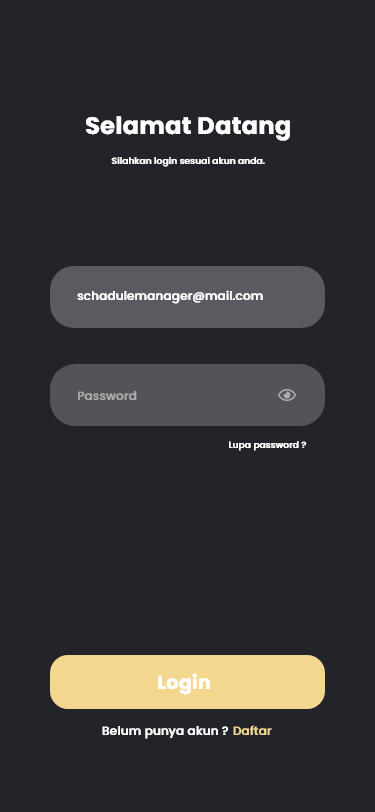 Selamat Datang
Silahkan login sesuai akun anda.
schadulemanager@mail.com
Password
Lupa password ?
Login
Belum punya akun ? Daftar